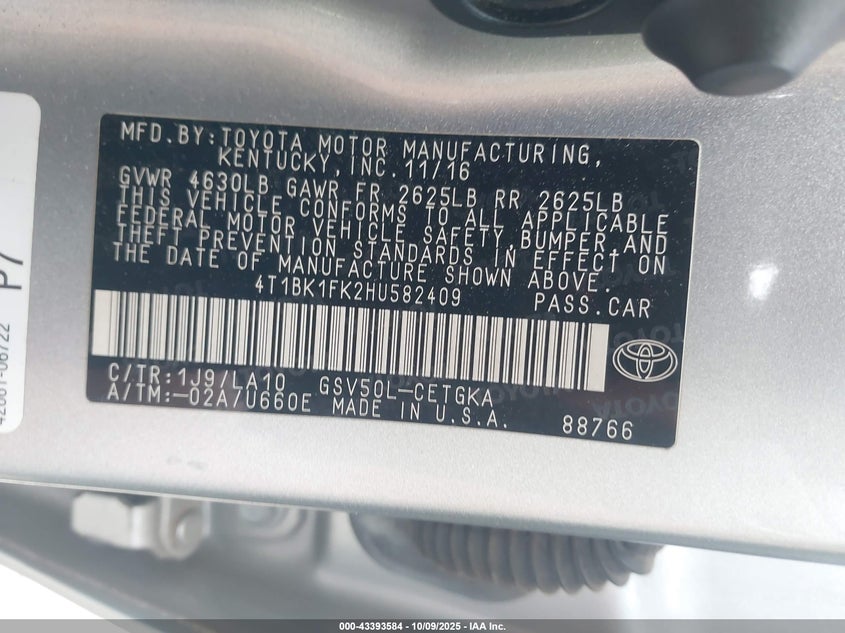 MFD. BY: TOYOTA MOTOR MANUFACTURING,
KENTUCKY, INC. 11/16
GVWR 4630LB GAWR FR 2625LB RR 2625LB
THIS VEHICLE CONFORMS TO ALL APPLICABLE
FEDERAL MOTOR VEHICLE SAFETY, BUMPER, AND
THEFT PREVENTION STANDARDS IN EFFECT ON
THE DATE OF MANUFACTURE SHOWN ABOVE.
4T1BK1FK2HU582409 PASS. CAR
C/TR: 1J9/LA10 GSV50L-CETGKA
A/TM: -02A/U660E MADE IN U.S.A.
88766
P7
000-43393584 - 10/09/2025 - IAA Inc.